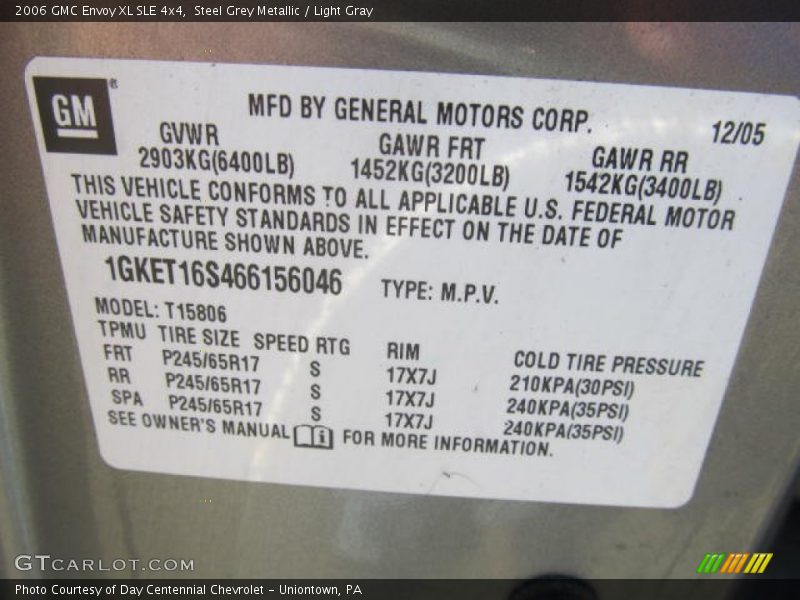 2006 GMC Envoy XL SLE 4x4,  Steel Grey Metallic / Light Gray
GM®
MFD BY GENERAL MOTORS CORP.
12/05
GVWR GAWR FRT GAWR RR
2903KG(6400LB) 1452KG(3200LB) 1542KG(3400LB)
THIS VEHICLE CONFORMS TO ALL APPLICABLE U.S. FEDERAL MOTOR
VEHICLE SAFETY STANDARDS IN EFFECT ON THE DATE OF
MANUFACTURE SHOWN ABOVE.
1GKET16S466156046 TYPE: M.P.V.
MODEL: T15806
TPMU TIRE SIZE SPEED RTG RIM COLD TIRE PRESSURE
FRT P245/65R17 S 17X7J 210KPA(30PSI)
RR P245/65R17 S 17X7J 240KPA(35PSI)
SPA P245/65R17 S 17X7J 240KPA(35PSI)
SEE OWNER'S MANUAL i FOR MORE INFORMATION.
GTCARLOT.COM
Photo Courtesy of Day Centennial Chevrolet - Uniontown, PA